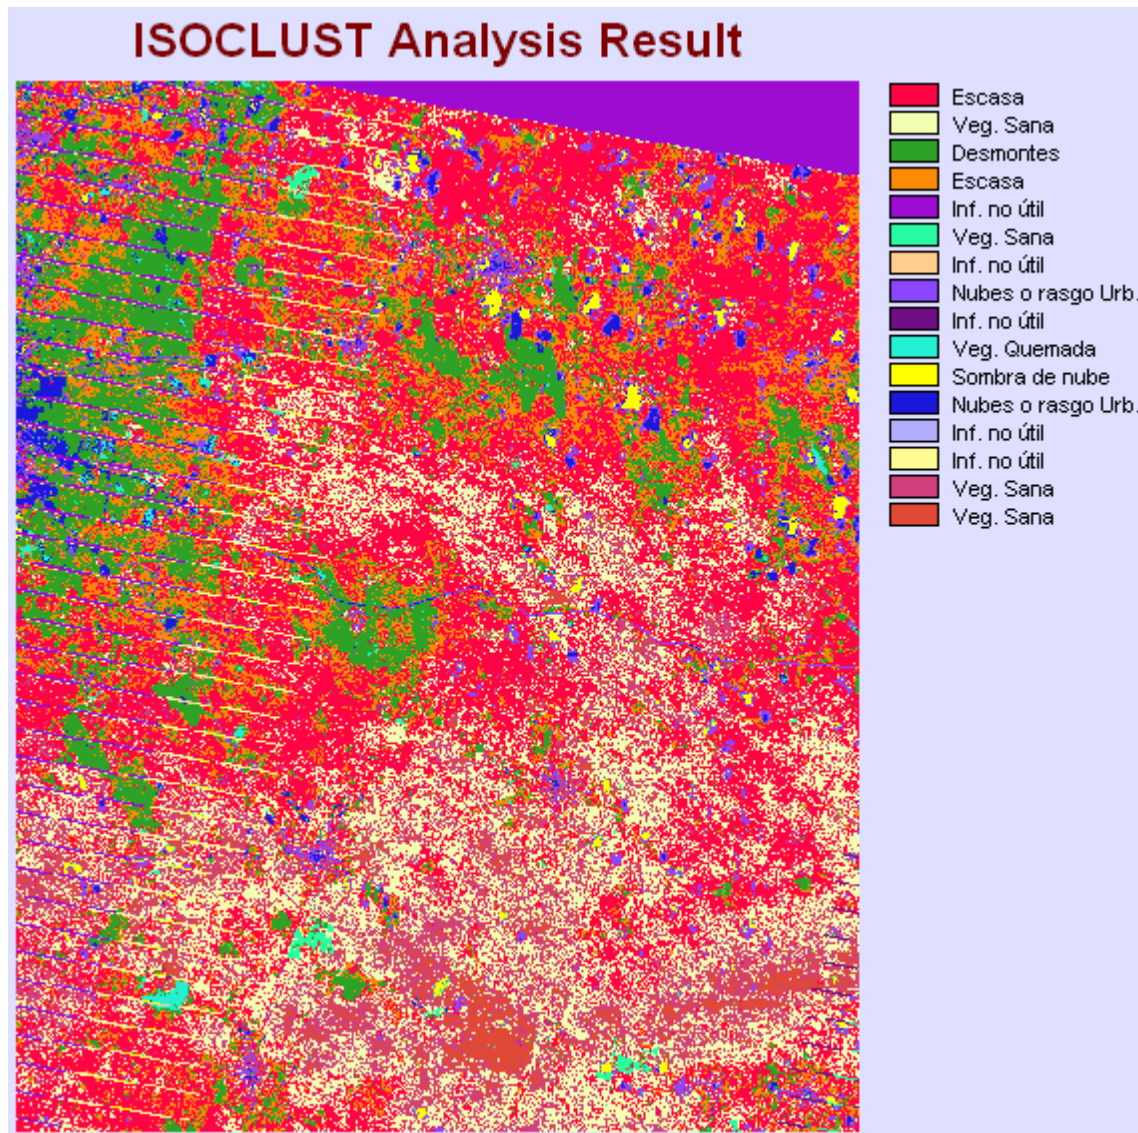 ISOCLUST Analysis Result
Escasa
Veg. Sana
Desmontes
Escasa
Inf. no útil
Veg. Sana
Inf. no útil
Nubes o rasgo Urb.
Inf. no útil
Veg. Quemada
Sombra de nube
Nubes o rasgo Urb.
Inf. no útil
Inf. no útil
Veg. Sana
Veg. Sana